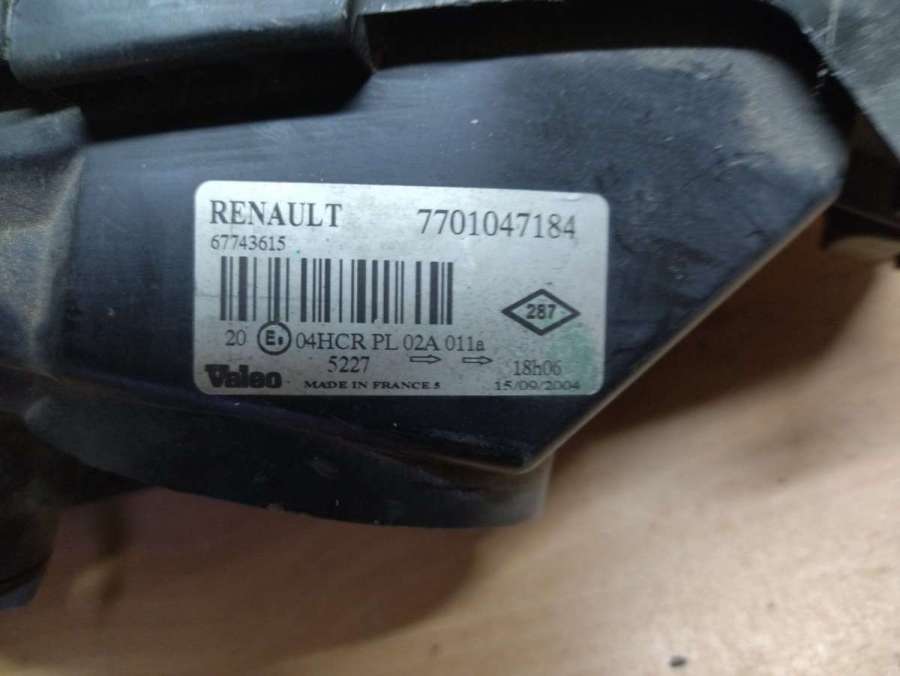 RENAULT 7701047184
67743615
287
20 E 04HCR PL 02A 011a
5227 ⇨ ⇨ 18h06
Valeo MADE IN FRANCE 5 15/09/2004